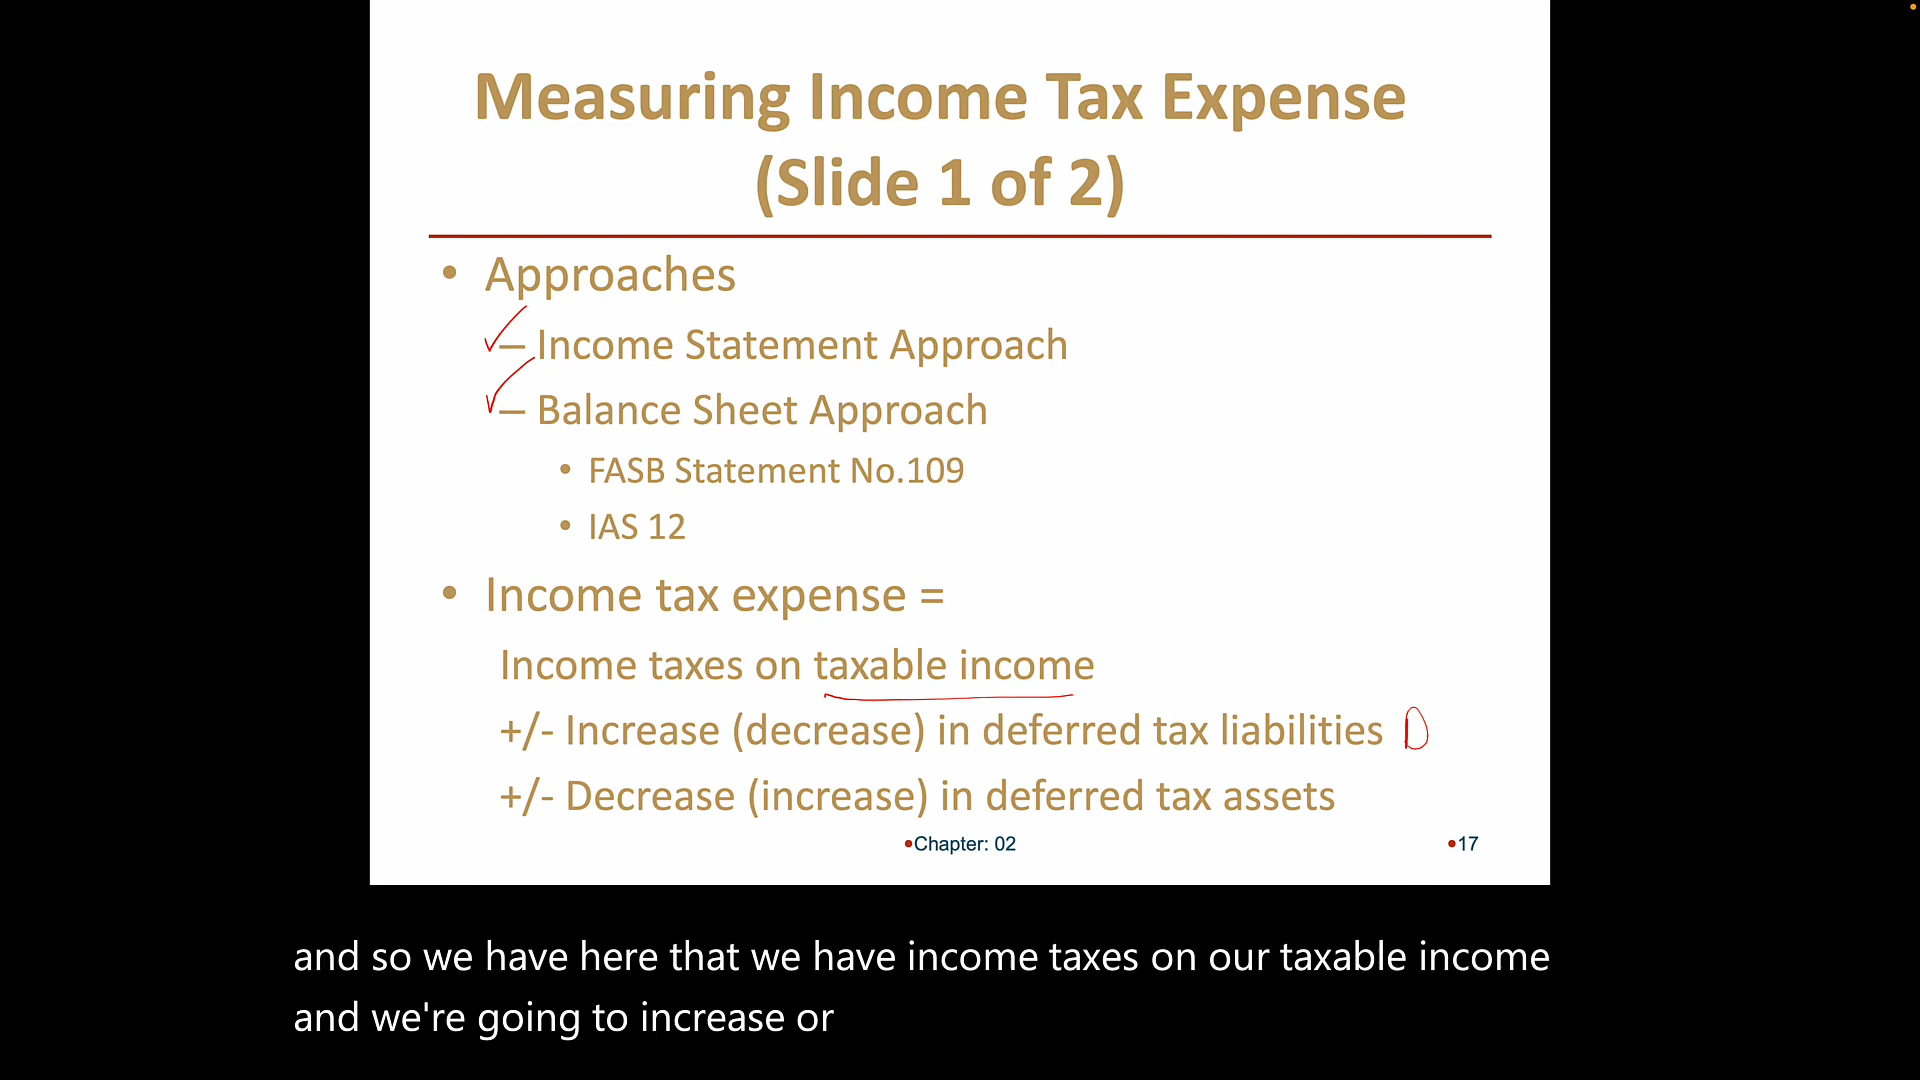 Measuring Income Tax Expense
(Slide 1 of 2)
• Approaches
– Income Statement Approach
– Balance Sheet Approach
• FASB Statement No.109
• IAS 12
• Income tax expense =
Income taxes on taxable income
+/- Increase (decrease) in deferred tax liabilities D
+/- Decrease (increase) in deferred tax assets
•Chapter: 02
•17
and so we have here that we have income taxes on our taxable income
and we're going to increase or